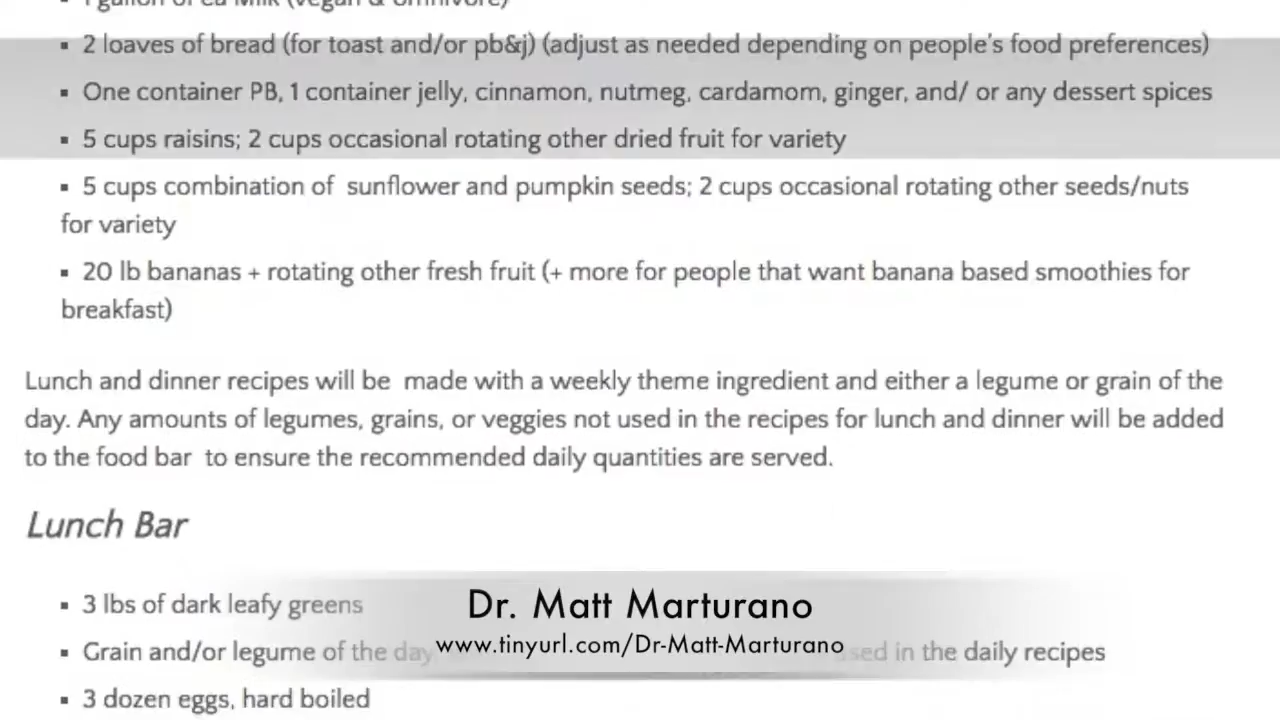 1 gallon of ea Milk (vegan & omnivore)
▪ 2 loaves of bread (for toast and/or pb&j) (adjust as needed depending on people's food preferences)
▪ One container PB, 1 container jelly, cinnamon, nutmeg, cardamom, ginger, and/ or any dessert spices
▪ 5 cups raisins; 2 cups occasional rotating other dried fruit for variety
▪ 5 cups combination of sunflower and pumpkin seeds; 2 cups occasional rotating other seeds/nuts
for variety
▪ 20 lb bananas + rotating other fresh fruit (+ more for people that want banana based smoothies for
breakfast)
Lunch and dinner recipes will be made with a weekly theme ingredient and either a legume or grain of the
day. Any amounts of legumes, grains, or veggies not used in the recipes for lunch and dinner will be added
to the food bar to ensure the recommended daily quantities are served.
Lunch Bar
▪ 3 lbs of dark leafy greens
Dr. Matt Marturano
▪ Grain and/or legume of the day in the daily recipes
www.tinyurl.com/Dr-Matt-Marturano
▪ 3 dozen eggs, hard boiled